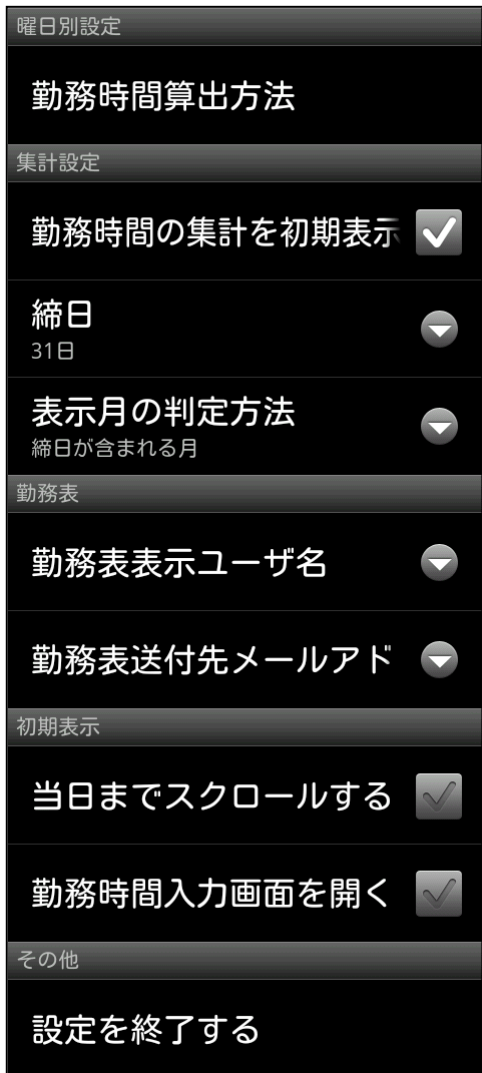 曜日別設定
勤務時間算出方法
集計設定
勤務時間の集計を初期表示
締日
31日
表示月の判定方法
締日が含まれる月
勤務表
勤務表表示ユーザ名
勤務表送付先メールアド
初期表示
当日までスクロールする
勤務時間入力画面を開く
その他
設定を終了する